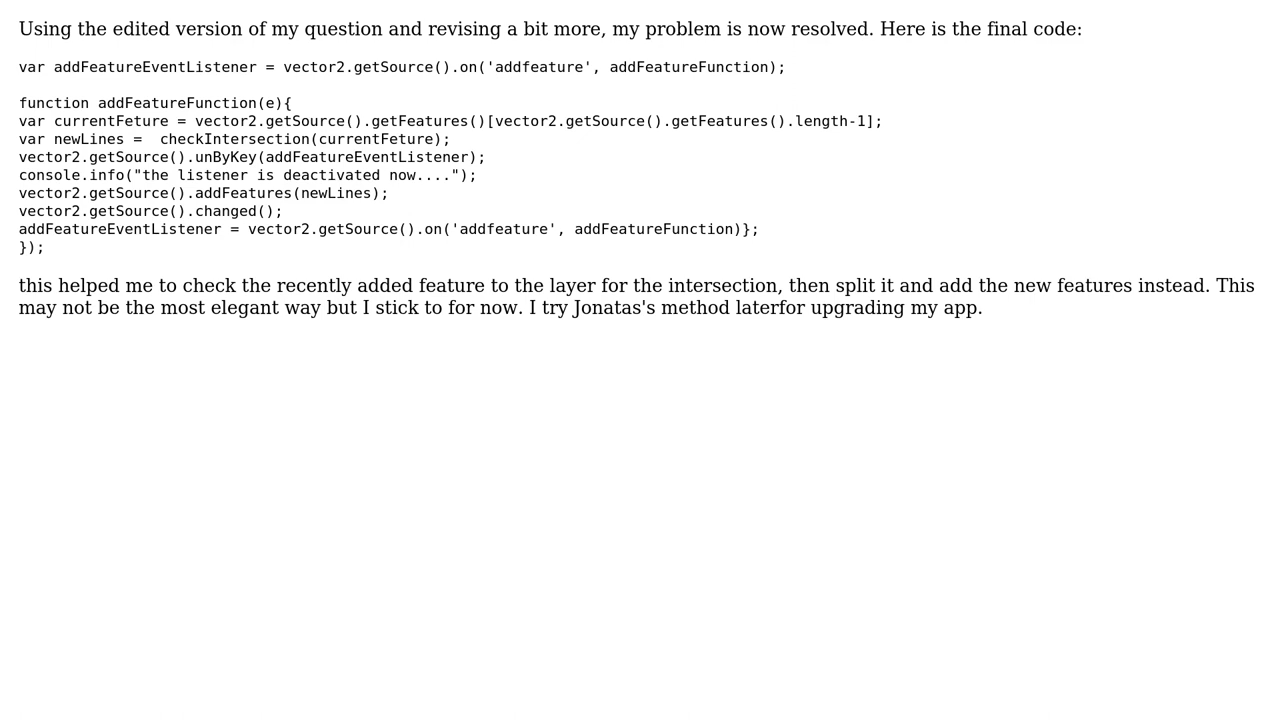 Using the edited version of my question and revising a bit more, my problem is now resolved. Here is the final code:
var addFeatureEventListener = vector2.getSource().on('addfeature', addFeatureFunction);
function addFeatureFunction(e){
var currentFeture = vector2.getSource().getFeatures()[vector2.getSource().getFeatures().length-1];
var newLines =  checkIntersection(currentFeture);
vector2.getSource().unByKey(addFeatureEventListener);
console.info("the listener is deactivated now....");
vector2.getSource().addFeatures(newLines);
vector2.getSource().changed();
addFeatureEventListener = vector2.getSource().on('addfeature', addFeatureFunction)};
});
this helped me to check the recently added feature to the layer for the intersection, then split it and add the new features instead. This
may not be the most elegant way but I stick to for now. I try Jonatas's method laterfor upgrading my app.